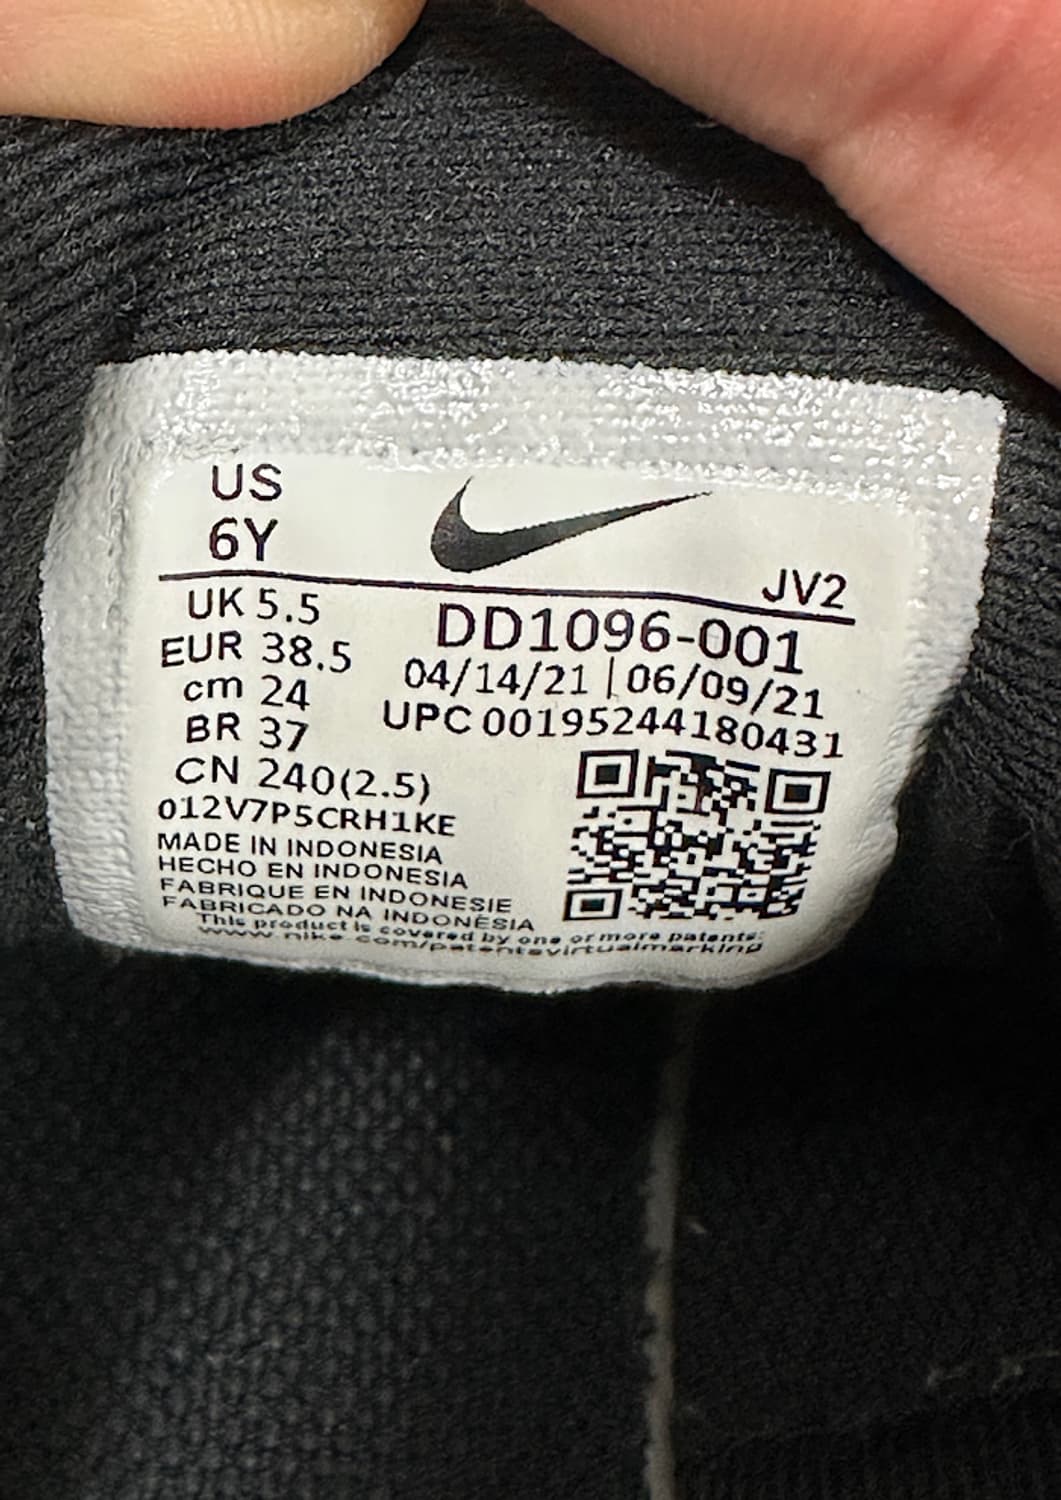 US
6Y
JV2
UK 5.5
EUR 38.5
cm 24
BR 37
CN 240(2.5)
DD1096-001
04/14/21 | 06/09/21
UPC 00195244180431
012V7P5CRH1KE
MADE IN INDONESIA
HECHO EN INDONESIA
FABRIQUE EN INDONESIE
FABRICADO NA INDONÉSIA
This product is covered by one or more patents:
www.nike.com/patentsvirtualmarking